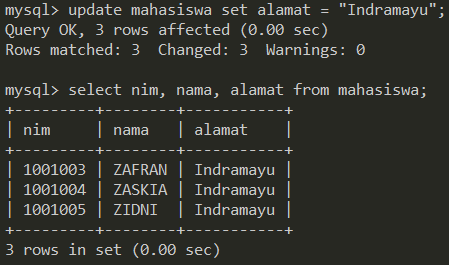 mysql> update mahasiswa set alamat = "Indramayu";
Query OK, 3 rows affected (0.00 sec)
Rows matched: 3  Changed: 3  Warnings: 0

mysql> select nim, nama, alamat from mahasiswa;
+---------+--------+-----------+
| nim     | nama   | alamat    |
+---------+--------+-----------+
| 1001003 | ZAFRAN | Indramayu |
| 1001004 | ZASKIA | Indramayu |
| 1001005 | ZIDNI  | Indramayu |
+---------+--------+-----------+
3 rows in set (0.00 sec)